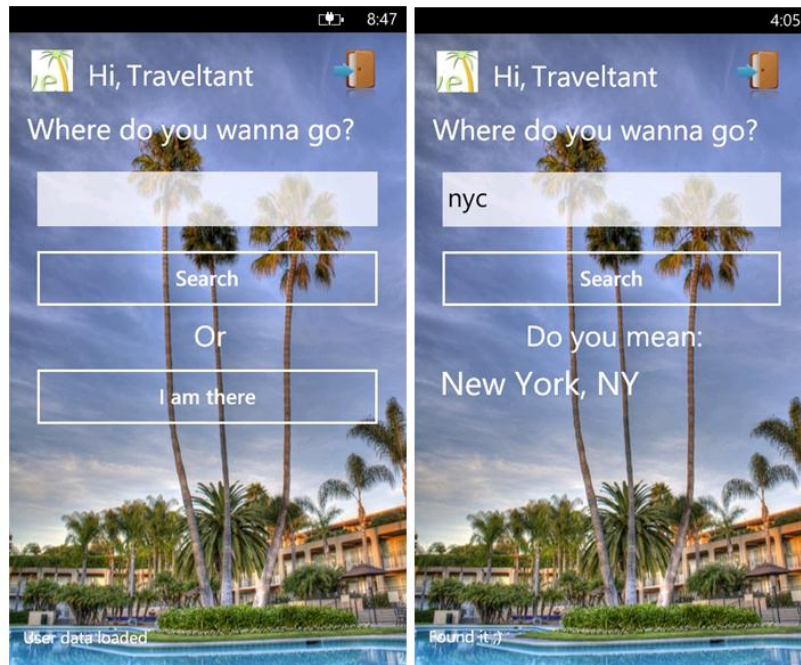 8:47
Hi, Traveltant
Where do you wanna go?
Search
Or
I am there
User data loaded
4:05
Hi, Traveltant
Where do you wanna go?
nyc
Search
Do you mean:
New York, NY
Found it ;)